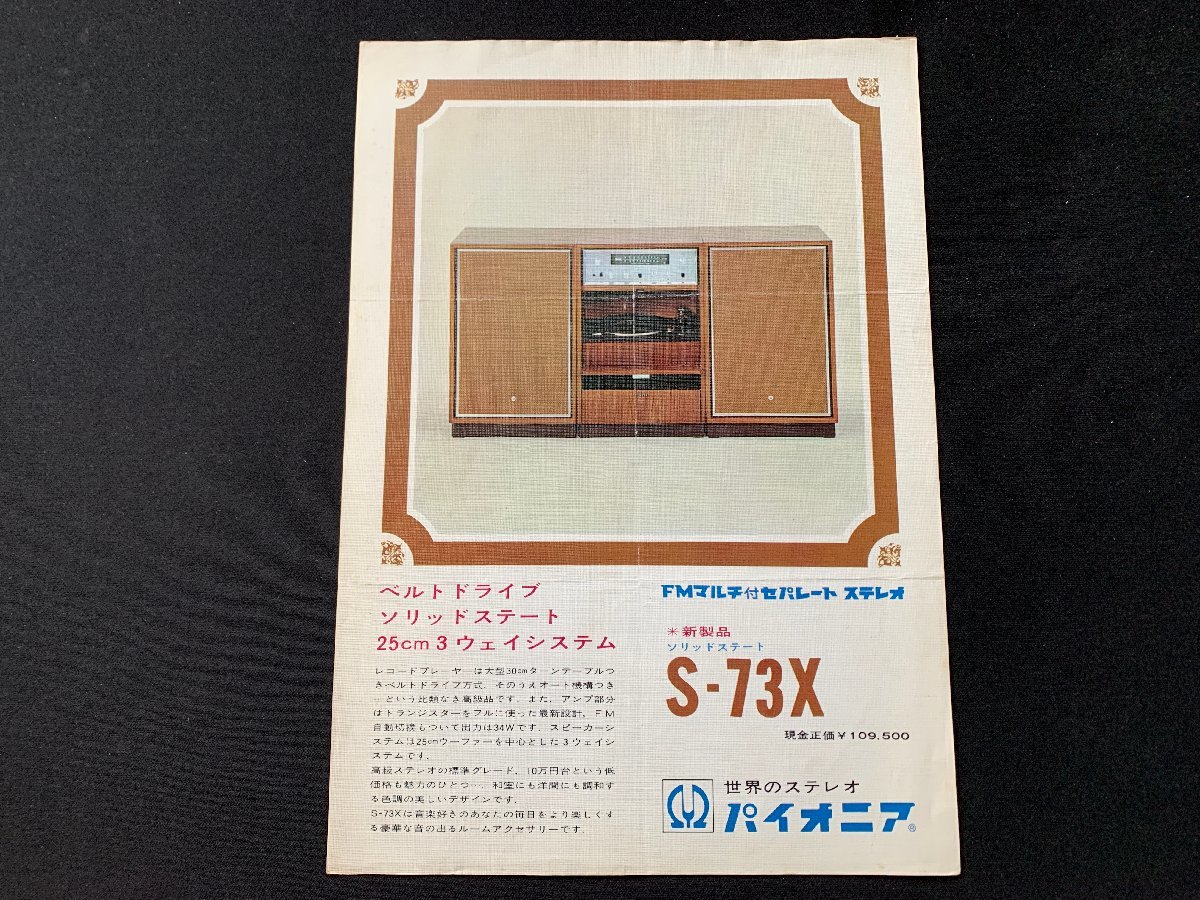 ベルトドライブ
ソリッドステート
25cm 3 ウェイシステム
レコードプレーヤーは大型30cmターンテーブルつ
きベルトドライブ方式．そのうえオート機構つき
…という比類なき高級品です．また，アンプ部分
はトランジスターをフルに使った最新設計．FM
自動切換もついて出力は34Wです．スピーカーシ
ステムは25cmウーファーを中心とした3ウェイシ
ステムです．
高級ステレオの標準グレード，10万円台という低
価格も魅力のひとつ…．和室にも洋間にも調和す
る色調の美しいデザインです．
S-73Xは音楽好きのあなたの毎日をより楽しくす
る豪華な音の出るルームアクセサリーです．
FMマルチ付セパレート ステレオ
＊新製品
ソリッドステート
S-73X
現金正価￥109,500
世界のステレオ
パイオニア®